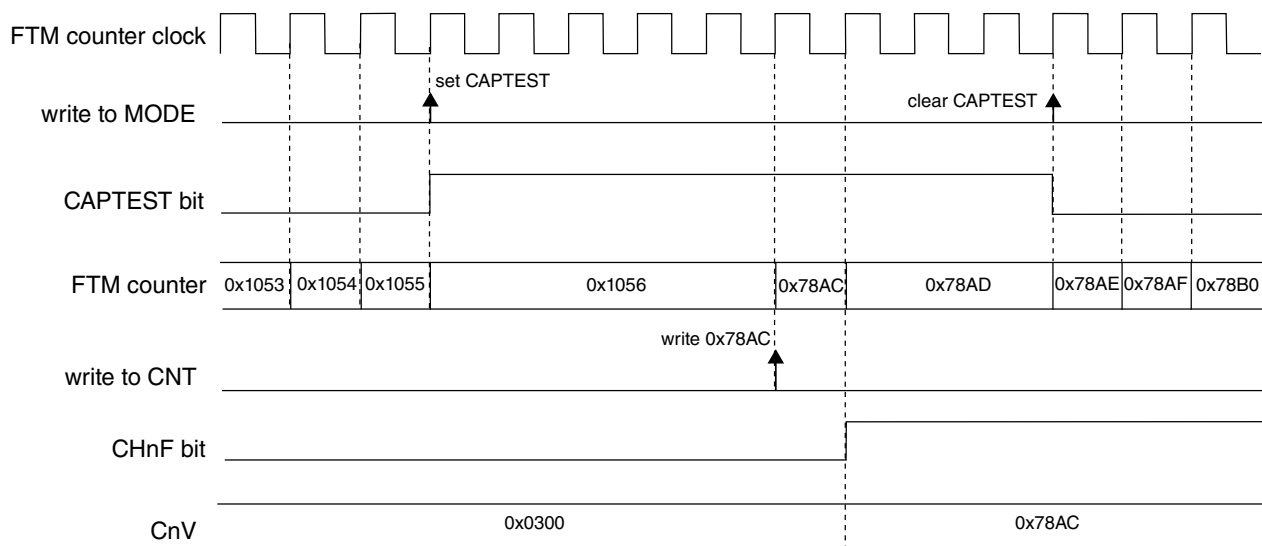 FTM counter clock
set CAPTEST
write to MODE
clear CAPTEST
CAPTEST bit
FTM counter
0x1053 0x1054 0x1055 0x1056 0x78AC 0x78AD 0x78AE 0x78AF 0x78B0
write 0x78AC
write to CNT
CHnF bit
CnV
0x0300 0x78AC